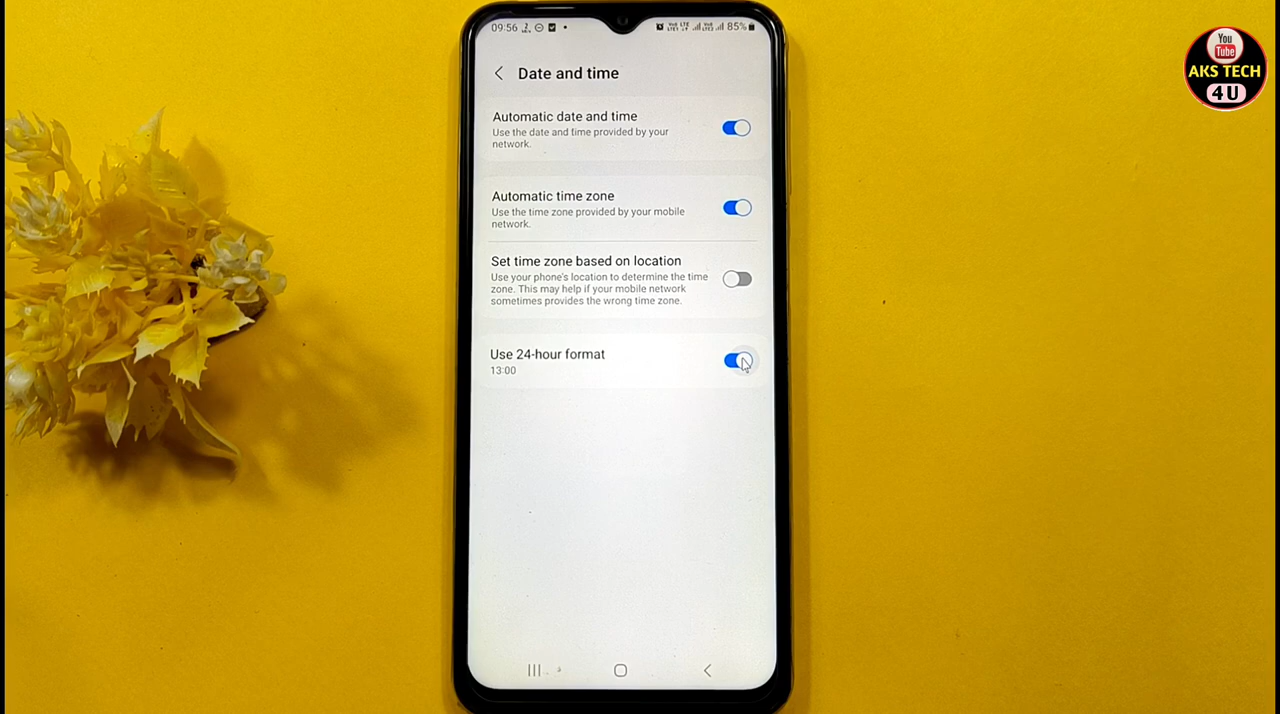 09:56
85%
You
Tube
AKS TECH
4U
Date and time
Automatic date and time
Use the date and time provided by your
network.
Automatic time zone
Use the time zone provided by your mobile
network.
Set time zone based on location
Use your phone's location to determine the time
zone. This may help if your mobile network
sometimes provides the wrong time zone.
Use 24-hour format
13:00